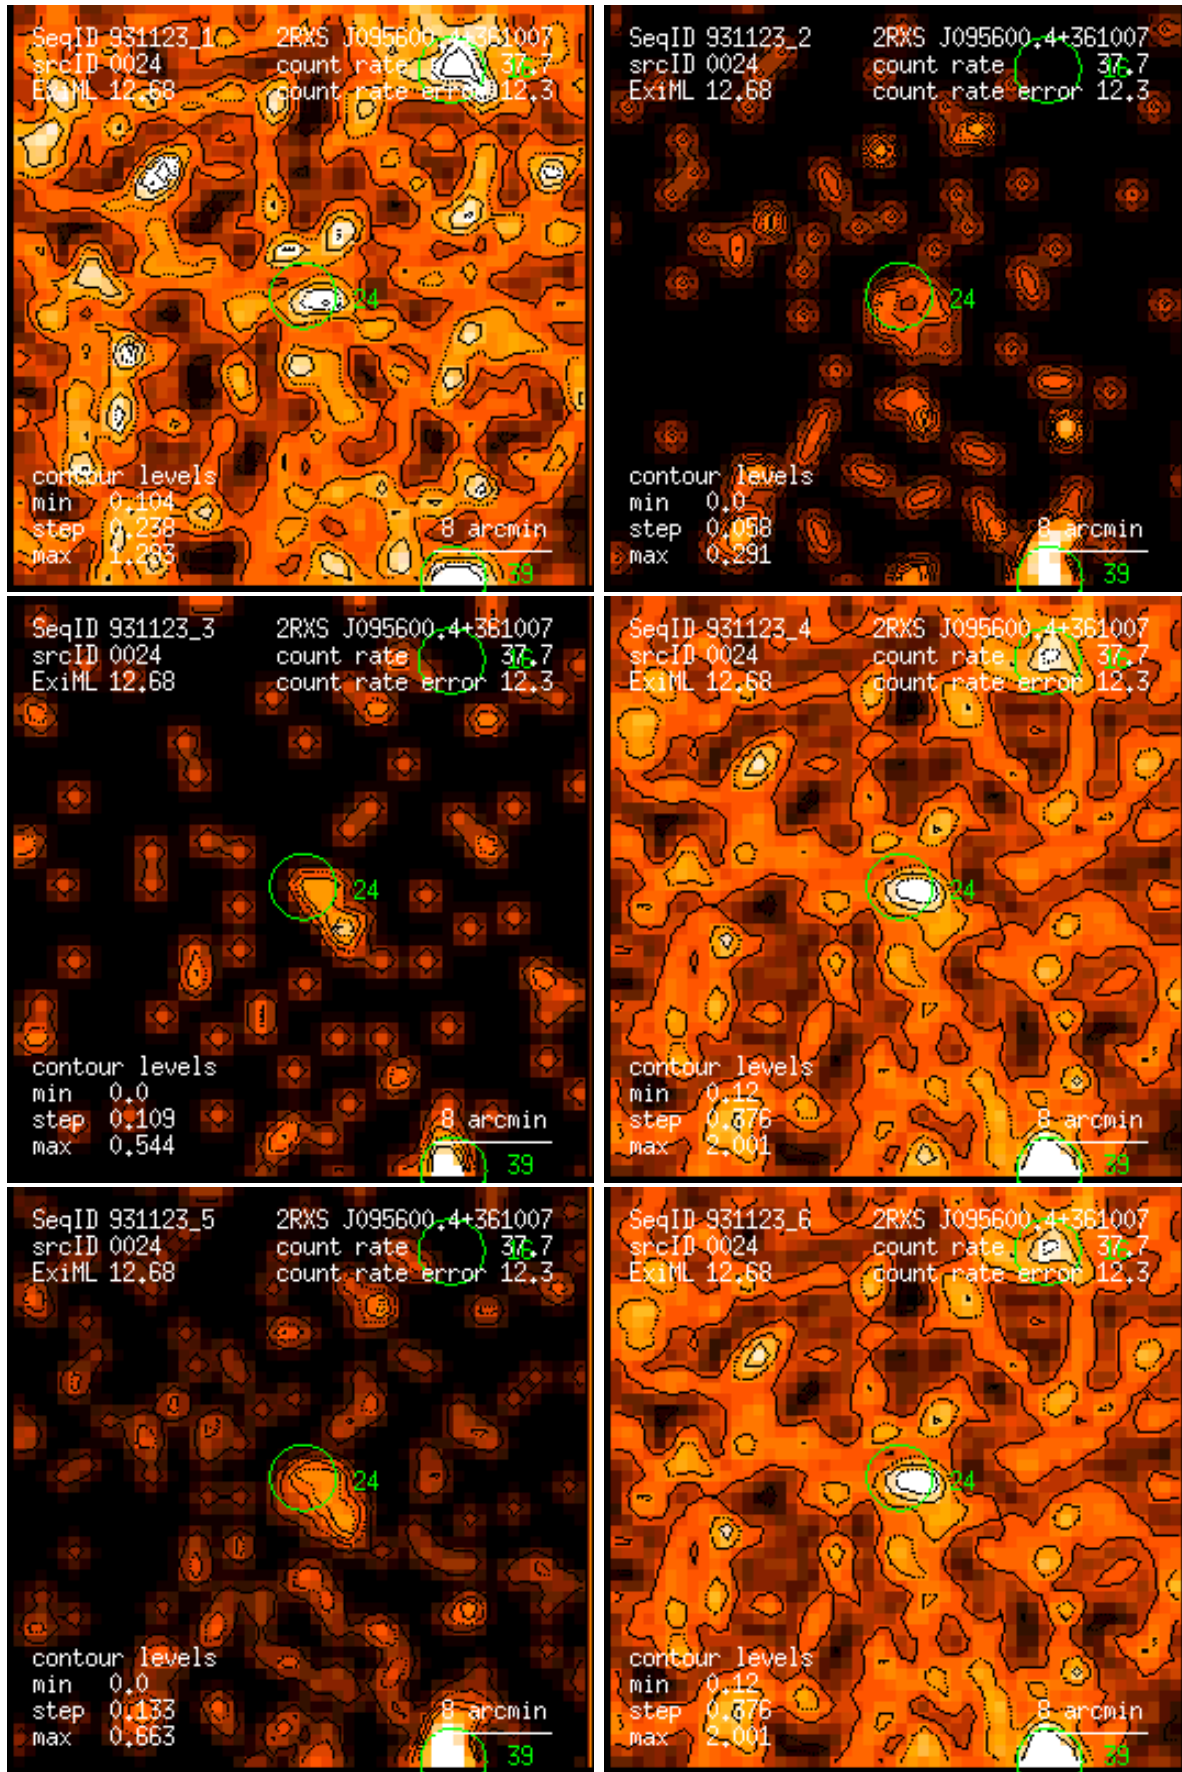 SeqID 931123_1 2RXS J095600.4+361007
srcID 0024 count rate 37.7
16
ExiML 12.68 count rate error 12.3
24
contour levels
min 0.104
step 0.238 8 arcmin
max 1.283
39
SeqID 931123_2 2RXS J095600.4+361007
srcID 0024 count rate 37.7
16
ExiML 12.68 count rate error 12.3
24
contour levels
min 0.0
step 0.058 8 arcmin
max 0.291
39
SeqID 931123_3 2RXS J095600.4+361007
srcID 0024 count rate 37.7
16
ExiML 12.68 count rate error 12.3
24
contour levels
min 0.0
step 0.109 8 arcmin
max 0.544
39
SeqID 931123_4 2RXS J095600.4+361007
srcID 0024 count rate 37.7
16
ExiML 12.68 count rate error 12.3
24
contour levels
min 0.12
step 0.376 8 arcmin
max 2.001
39
SeqID 931123_5 2RXS J095600.4+361007
srcID 0024 count rate 37.7
16
ExiML 12.68 count rate error 12.3
24
contour levels
min 0.0
step 0.133 8 arcmin
max 0.663
39
SeqID 931123_6 2RXS J095600.4+361007
srcID 0024 count rate 37.7
16
ExiML 12.68 count rate error 12.3
24
contour levels
min 0.12
step 0.376 8 arcmin
max 2.001
39